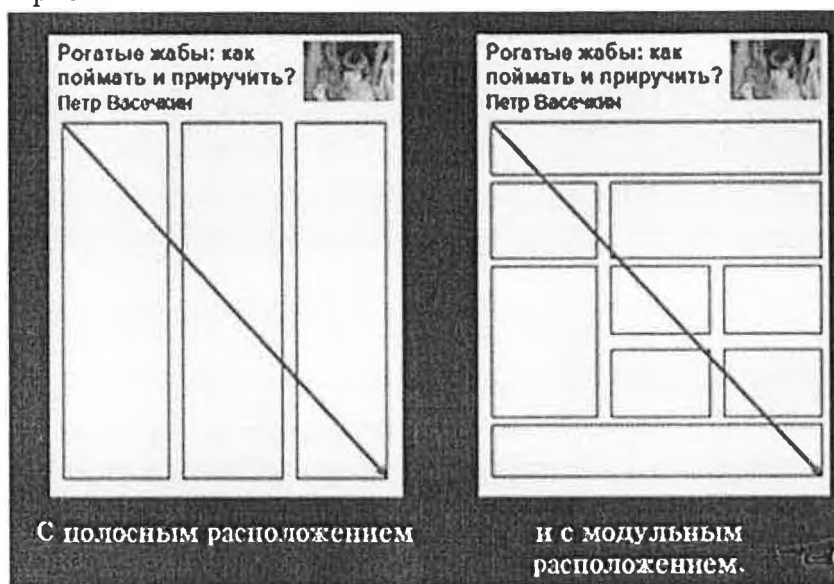 Рогатые жабы: как
поймать и приручить?
Петр Васечкин
Рогатые жабы: как
поймать и приручить?
Петр Васечкин
С полосным расположением
и с модульным
расположением.